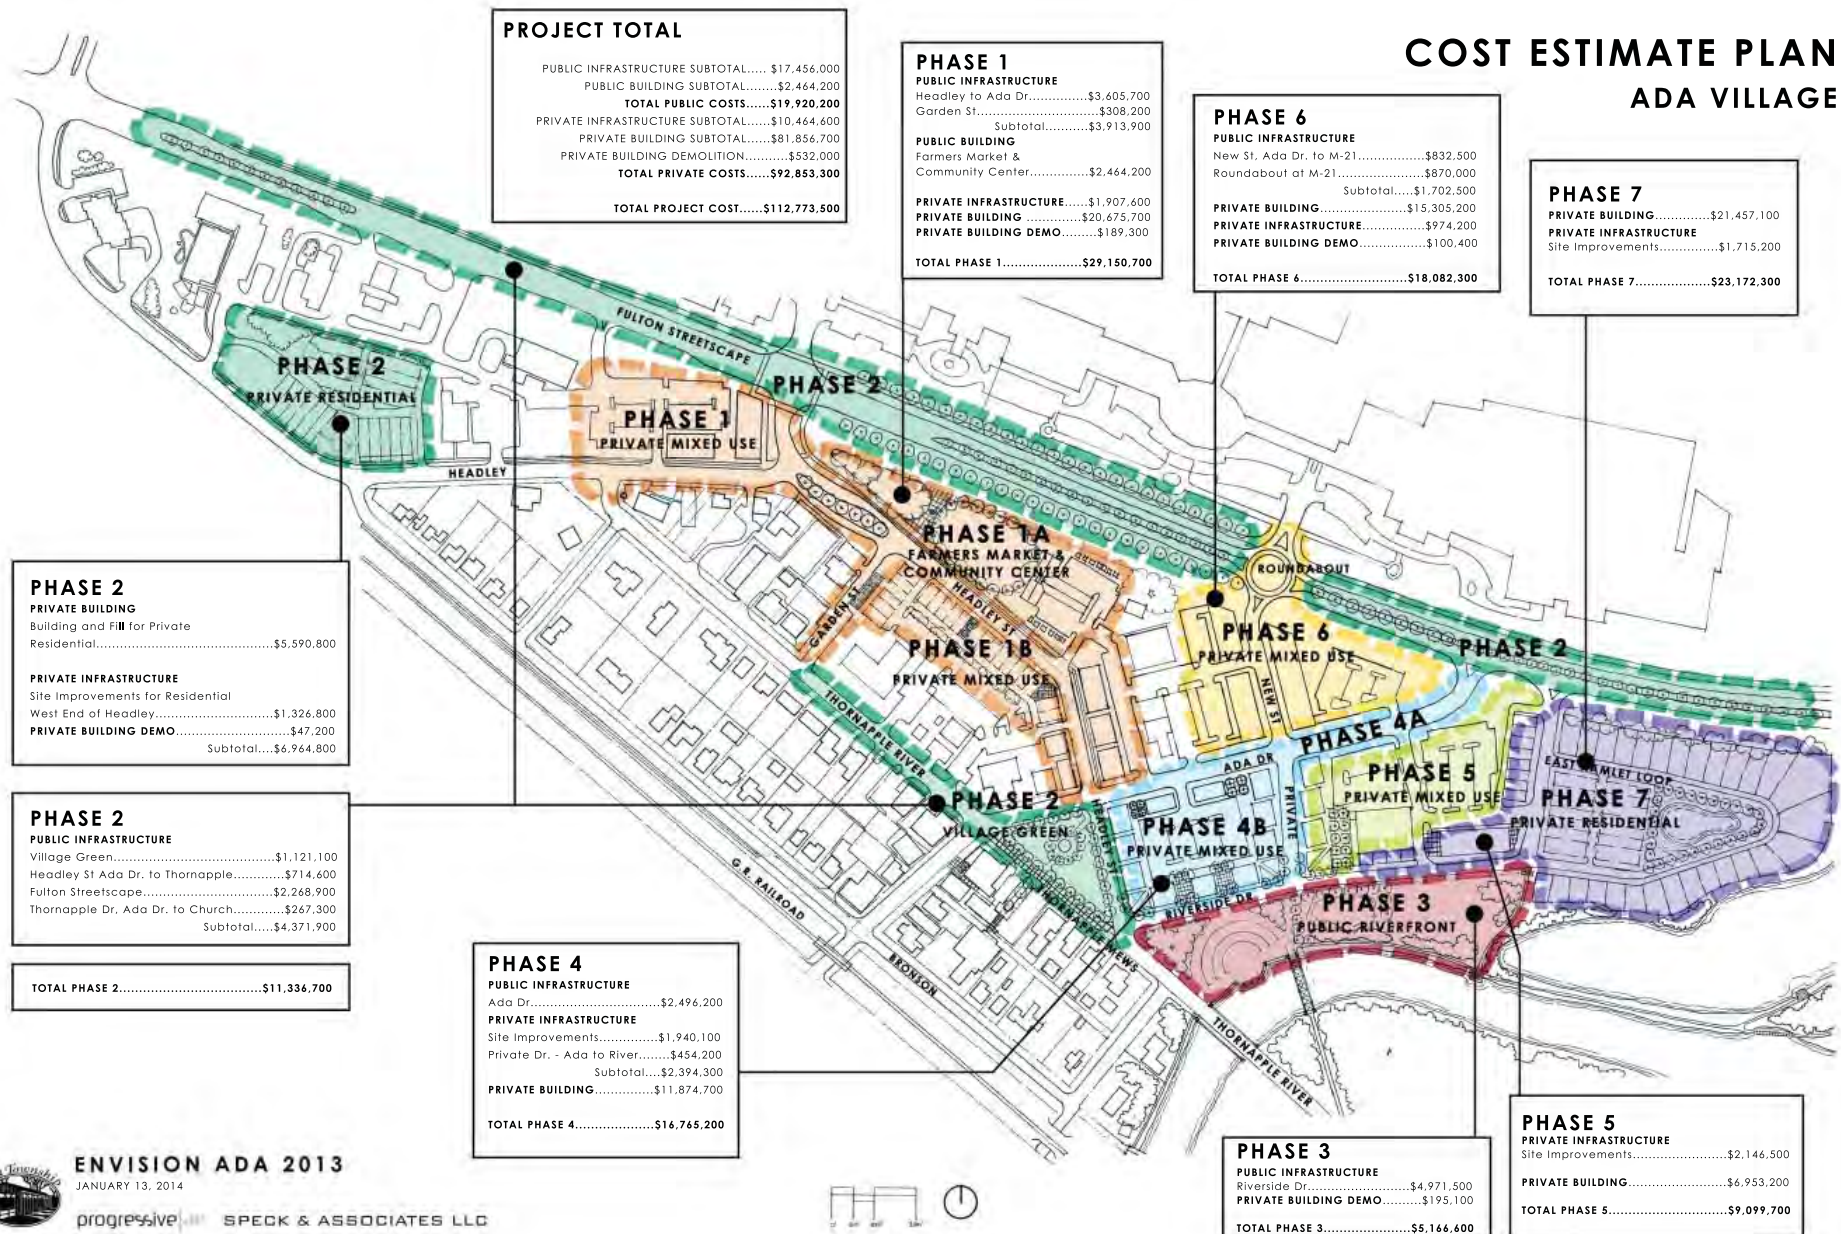 COST ESTIMATE PLAN
ADA VILLAGE
PROJECT TOTAL
PUBLIC INFRASTRUCTURE SUBTOTAL..... $17,456,000
PUBLIC BUILDING SUBTOTAL........$2,464,200
TOTAL PUBLIC COSTS......$19,920,200
PRIVATE INFRASTRUCTURE SUBTOTAL...$10,464,600
PRIVATE BUILDING SUBTOTAL....$81,856,700
PRIVATE BUILDING DEMOLITION..........$532,000
TOTAL PRIVATE COSTS......$92,853,300
TOTAL PROJECT COST......$112,773,500
PHASE 1
PUBLIC INFRASTRUCTURE
Headley to Ada Dr..............$3,605,700
Garden St.........................$308,200
Subtotal..........$3,913,900
PUBLIC BUILDING
Farmers Market &
Community Center...............$2,464,200
PRIVATE INFRASTRUCTURE......$1,907,600
PRIVATE BUILDING ..............$20,675,700
PRIVATE BUILDING DEMO.........$189,300
TOTAL PHASE 1....................$29,150,700
PHASE 6
PUBLIC INFRASTRUCTURE
New St, Ada Dr. to M-21................$832,500
Roundabout at M-21.....................$870,000
Subtotal.....$1,702,500
PRIVATE BUILDING.....................$15,305,200
PRIVATE INFRASTRUCTURE...............$974,200
PRIVATE BUILDING DEMO................$100,400
TOTAL PHASE 6...........................$18,082,300
PHASE 7
PRIVATE BUILDING.............$21,457,100
PRIVATE INFRASTRUCTURE
Site Improvements..............$1,715,200
TOTAL PHASE 7...................$23,172,300
FULTON STREETSCAPE
PHASE 2
PRIVATE RESIDENTIAL
PHASE 2
PHASE 1
PRIVATE MIXED USE
HEADLEY
PHASE 1A
FARMERS MARKET &
COMMUNITY CENTER
HEADLEY ST
GARDEN ST
PHASE 1B
PRIVATE MIXED USE
ROUNDABOUT
PHASE 6
PRIVATE MIXED USE
NEW ST
PHASE 2
PHASE 4A
ADA DR
THORNAPPLE RIVER
PHASE 5
PRIVATE MIXED USE
EAST HAMLET LOOP
PHASE 7
PRIVATE RESIDENTIAL
PHASE 2
VILLAGE GREEN
HEADLEY ST
PHASE 4B
PRIVATE MIXED USE
PRIVATE
RIVERSIDE DR
PHASE 3
PUBLIC RIVERFRONT
THORNAPPLE MEWS
G.R. RAILROAD
BRONSON
THORNAPPLE RIVER
PHASE 2
PRIVATE BUILDING
Building and Fill for Private
Residential............................................$5,590,800
PRIVATE INFRASTRUCTURE
Site Improvements for Residential
West End of Headley.............................$1,326,800
PRIVATE BUILDING DEMO......................$47,200
Subtotal....$6,964,800
PHASE 2
PUBLIC INFRASTRUCTURE
Village Green........................................$1,121,100
Headley St Ada Dr. to Thornapple.............$714,600
Fulton Streetscape................................$2,268,900
Thornapple Dr, Ada Dr. to Church.............$267,300
Subtotal.....$4,371,900
TOTAL PHASE 2...................................$11,336,700
PHASE 4
PUBLIC INFRASTRUCTURE
Ada Dr................................$2,496,200
PRIVATE INFRASTRUCTURE
Site Improvements..............$1,940,100
Private Dr. - Ada to River........$454,200
Subtotal....$2,394,300
PRIVATE BUILDING..............$11,874,700
TOTAL PHASE 4....................$16,765,200
PHASE 3
PUBLIC INFRASTRUCTURE
Riverside Dr.........................$4,971,500
PRIVATE BUILDING DEMO.........$195,100
TOTAL PHASE 3......................$5,166,600
PHASE 5
PRIVATE INFRASTRUCTURE
Site Improvements.......................$2,146,500
PRIVATE BUILDING........................$6,953,200
TOTAL PHASE 5.............................$9,099,700
Township
ENVISION ADA 2013
JANUARY 13, 2014
progressive
SPECK & ASSOCIATES LLC